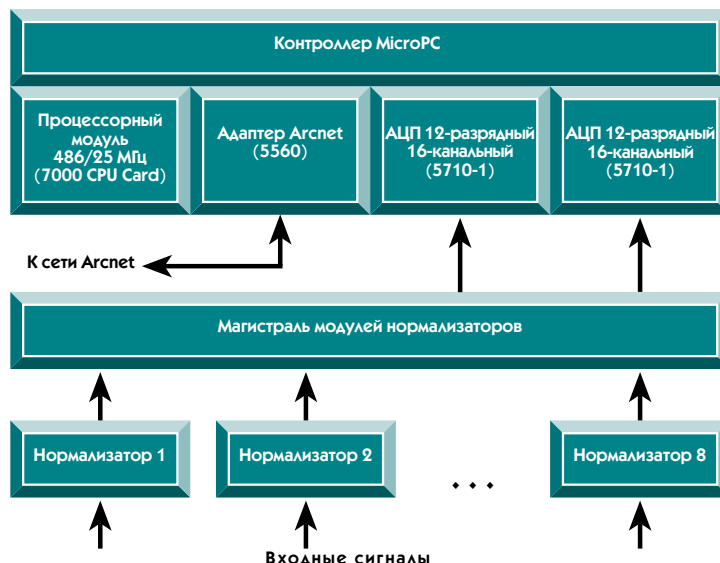 Контроллер MicroPC
Процессорный
модуль
486/25 МГц
(7000 CPU Card)
Адаптер Arcnet
(5560)
АЦП 12-разрядный
16-канальный
(5710-1)
АЦП 12-разрядный
16-канальный
(5710-1)
К сети Arcnet
Магистраль модулей нормализаторов
Нормализатор 1
Нормализатор 2
. . .
Нормализатор 8
Входные сигналы